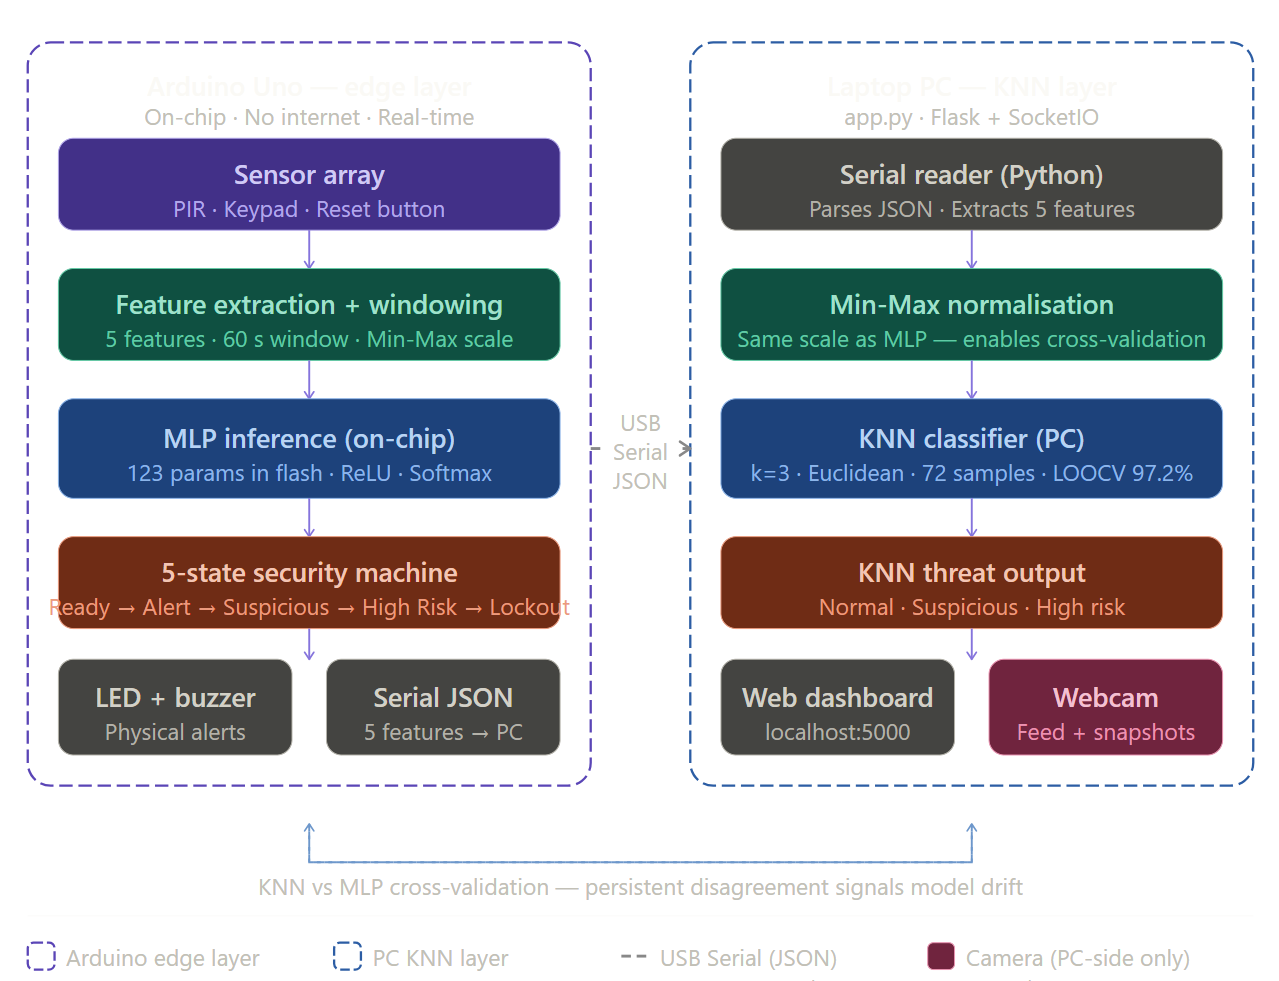 Arduino Uno — edge layer
On-chip · No internet · Real-time
Sensor array
PIR · Keypad · Reset button
Feature extraction + windowing
5 features · 60 s window · Min-Max scale
MLP inference (on-chip)
123 params in flash · ReLU · Softmax
5-state security machine
Ready → Alert → Suspicious → High Risk → Lockout
LED + buzzer
Physical alerts
Serial JSON
5 features → PC
USB
Serial
JSON
Laptop PC — KNN layer
app.py · Flask + SocketIO
Serial reader (Python)
Parses JSON · Extracts 5 features
Min-Max normalisation
Same scale as MLP — enables cross-validation
KNN classifier (PC)
k=3 · Euclidean · 72 samples · LOOCV 97.2%
KNN threat output
Normal · Suspicious · High risk
Web dashboard
localhost:5000
Webcam
Feed + snapshots
KNN vs MLP cross-validation — persistent disagreement signals model drift
Arduino edge layer
PC KNN layer
USB Serial (JSON)
Camera (PC-side only)